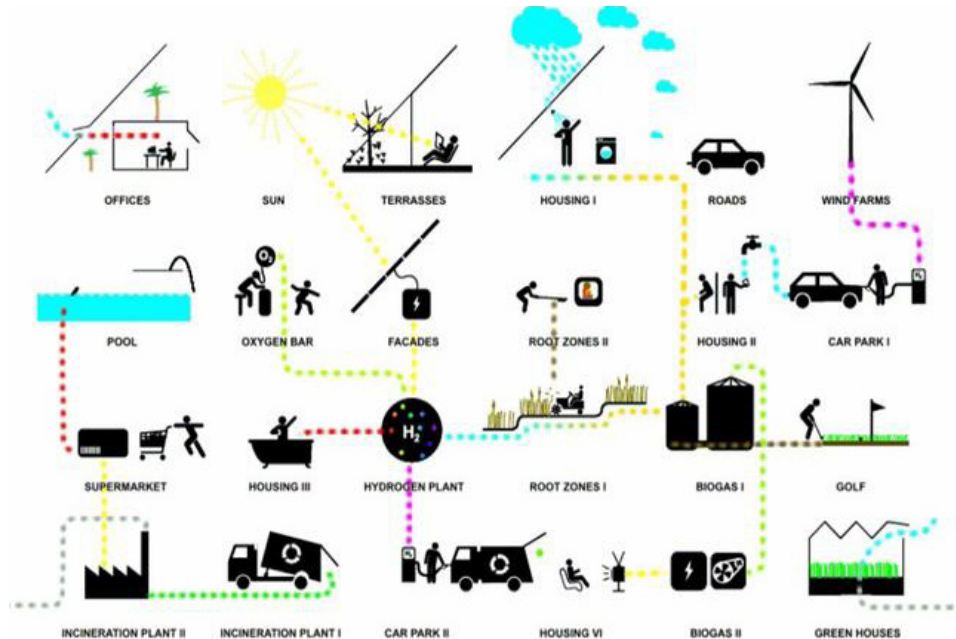 OFFICES
SUN
TERRASSES
HOUSING I
ROADS
WIND FARMS
O₂
POOL
OXYGEN BAR
FACADES
ROOT ZONES II
HOUSING II
CAR PARK I
H₂
SUPERMARKET
HOUSING III
HYDROGEN PLANT
ROOT ZONES I
BIOGAS I
GOLF
INCINERATION PLANT II
INCINERATION PLANT I
CAR PARK II
HOUSING VI
BIOGAS II
GREEN HOUSES